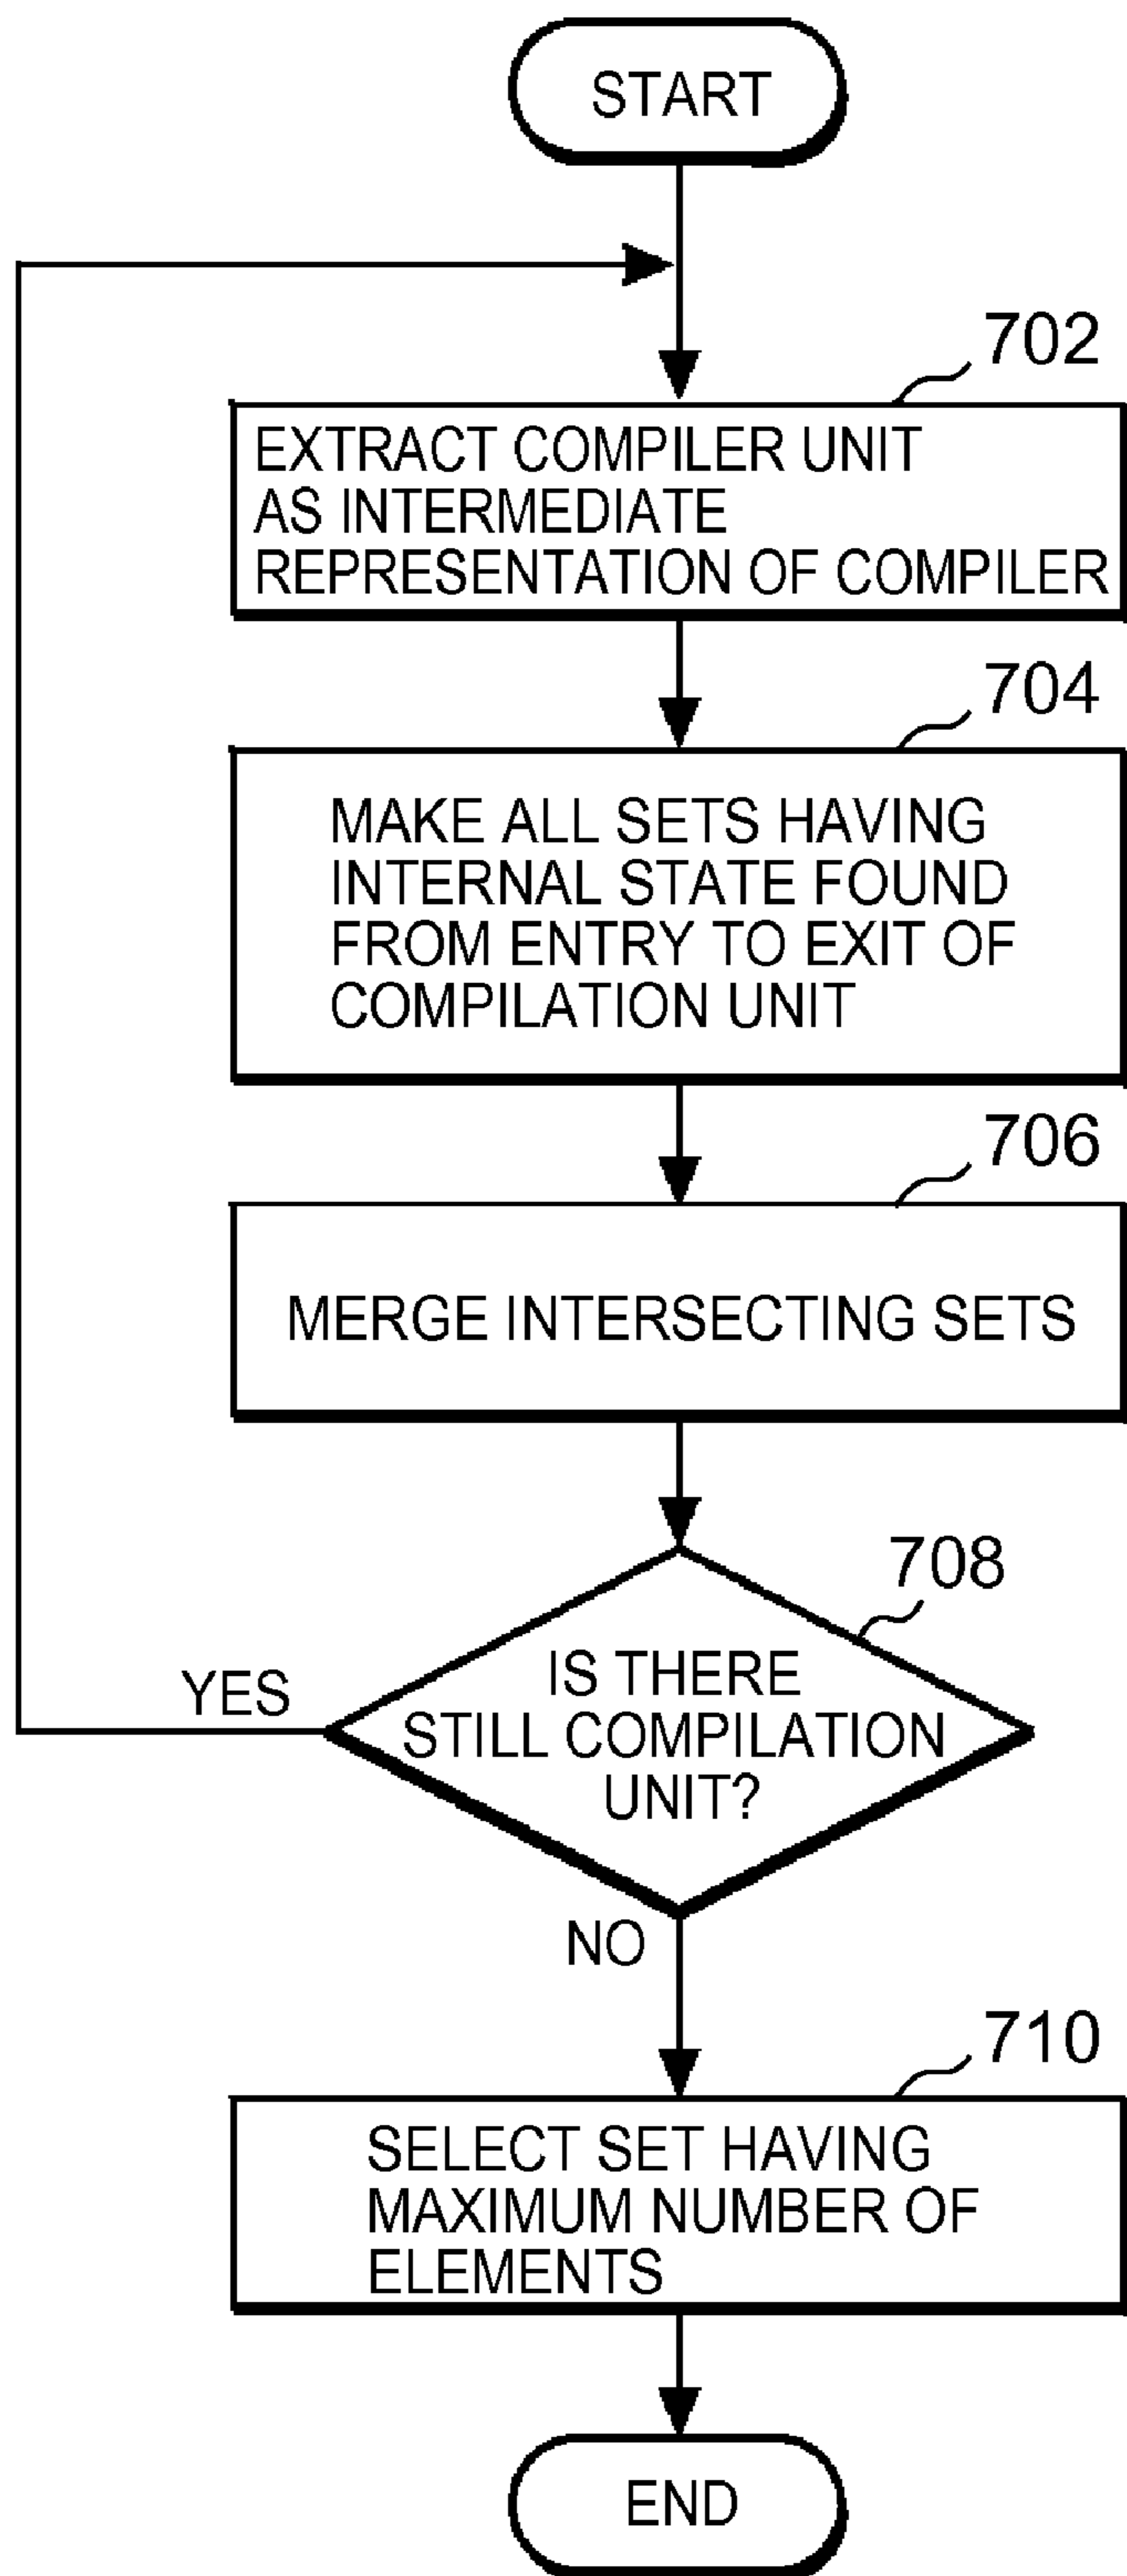 START
702
EXTRACT COMPILER UNIT
AS INTERMEDIATE
REPRESENTATION OF COMPILER
704
MAKE ALL SETS HAVING
INTERNAL STATE FOUND
FROM ENTRY TO EXIT OF
COMPILATION UNIT
706
MERGE INTERSECTING SETS
708
IS THERE
STILL COMPILATION
UNIT?
YES
NO
710
SELECT SET HAVING
MAXIMUM NUMBER OF
ELEMENTS
END